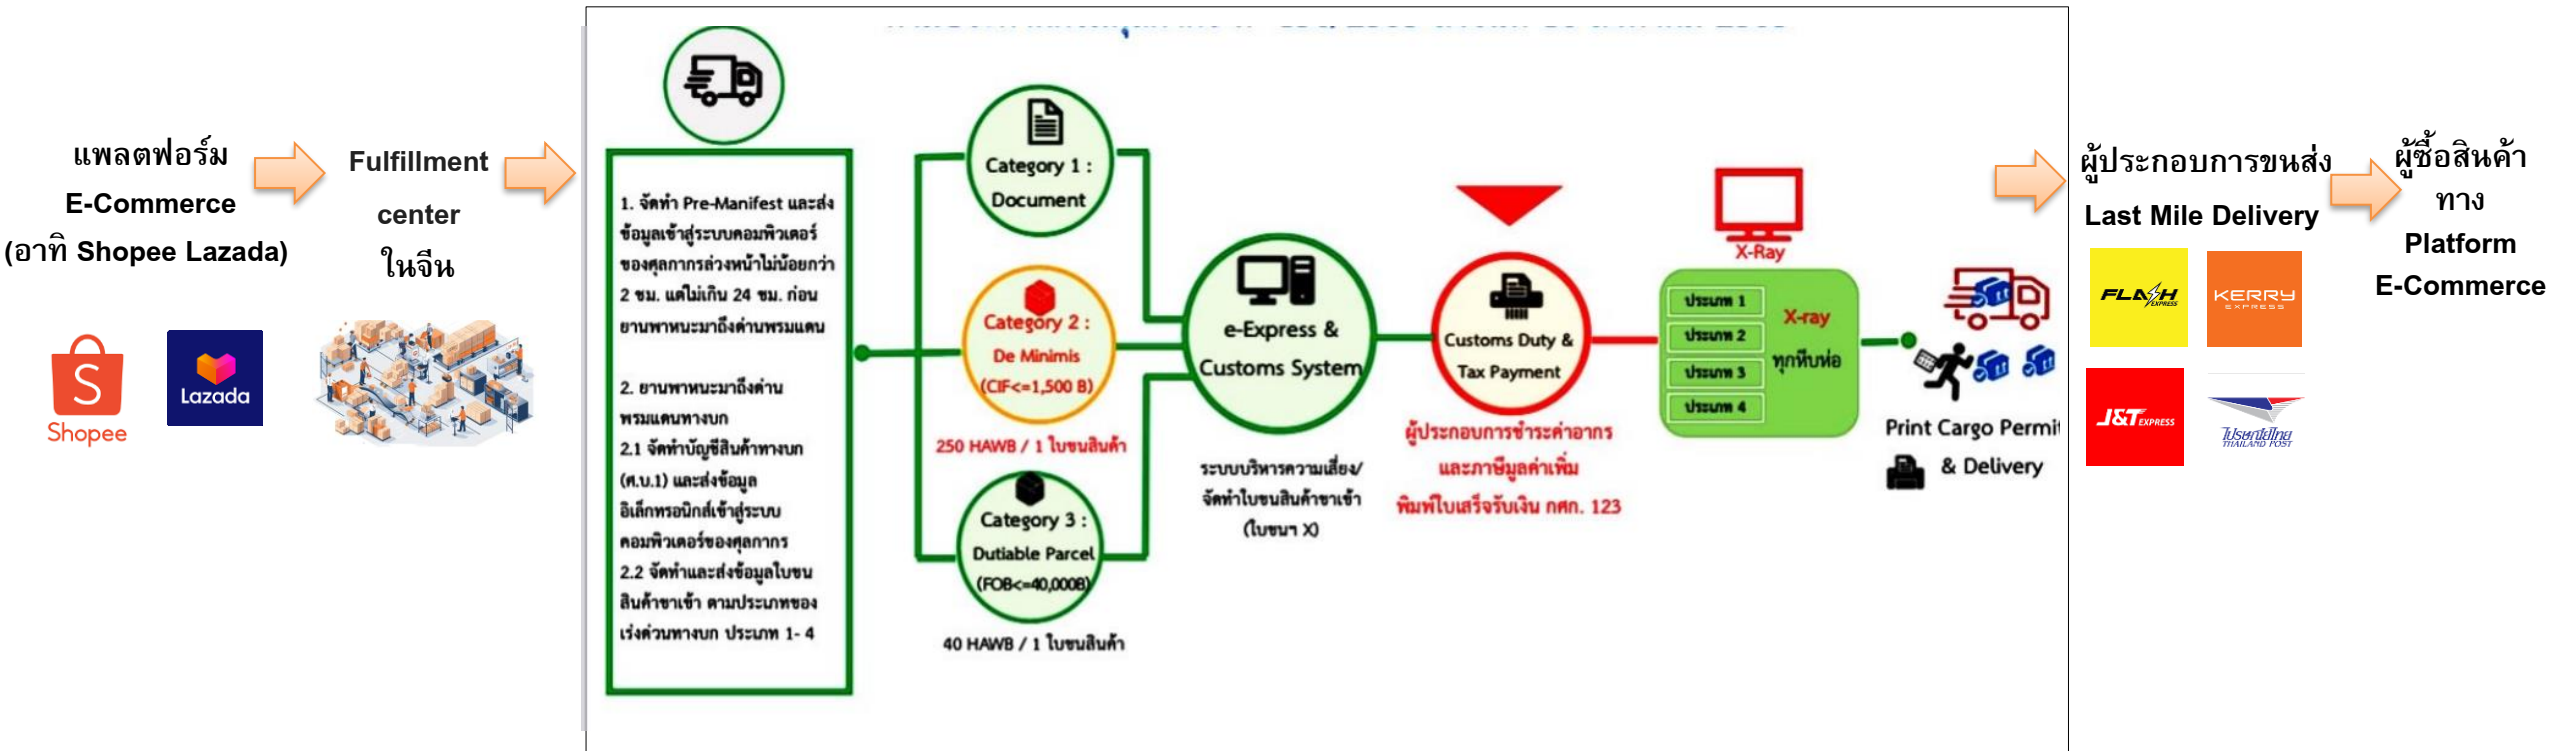 แพลตฟอร์ม
E-Commerce
(อาทิ Shopee Lazada)
Shopee
Lazada
Fulfillment
center
ในจีน
1. จัดทำ Pre-Manifest และส่ง
ข้อมูลเข้าสู่ระบบคอมพิวเตอร์
ของศุลกากรล่วงหน้าไม่น้อยกว่า
2 ชม. แต่ไม่เกิน 24 ชม. ก่อน
ยานพาหนะมาถึงด่านพรมแดน
2. ยานพาหนะมาถึงด่าน
พรมแดนทางบก
2.1 จัดทำบัญชีสินค้าทางบก
(ศ.บ.1) และส่งข้อมูล
อิเล็กทรอนิกส์เข้าสู่ระบบ
คอมพิวเตอร์ของศุลกากร
2.2 จัดทำและส่งข้อมูลใบขน
สินค้าขาเข้า ตามประเภทของ
เร่งด่วนทางบก ประเภท 1- 4
Category 1 :
Document
Category 2 :
De Minimis
(CIF<=1,500 B)
250 HAWB / 1 ใบขนสินค้า
Category 3 :
Dutiable Parcel
(FOB<=40,000B)
40 HAWB / 1 ใบขนสินค้า
e-Express &
Customs System
ระบบบริหารความเสี่ยง/
จัดทำใบขนสินค้าขาเข้า
(ใบขนฯ X)
Customs Duty &
Tax Payment
ผู้ประกอบการชำระค่าอากร
และภาษีมูลค่าเพิ่ม
พิมพ์ใบเสร็จรับเงิน กศก. 123
X-Ray
ประเภท 1
ประเภท 2
ประเภท 3
ประเภท 4
X-ray
ทุกหีบห่อ
Print Cargo Permit
& Delivery
ผู้ประกอบการขนส่ง
Last Mile Delivery
FLASH EXPRESS
KERRY
EXPRESS
J&T EXPRESS
ไปรษณีย์ไทย
THAILAND POST
ผู้ซื้อสินค้า
ทาง
Platform
E-Commerce